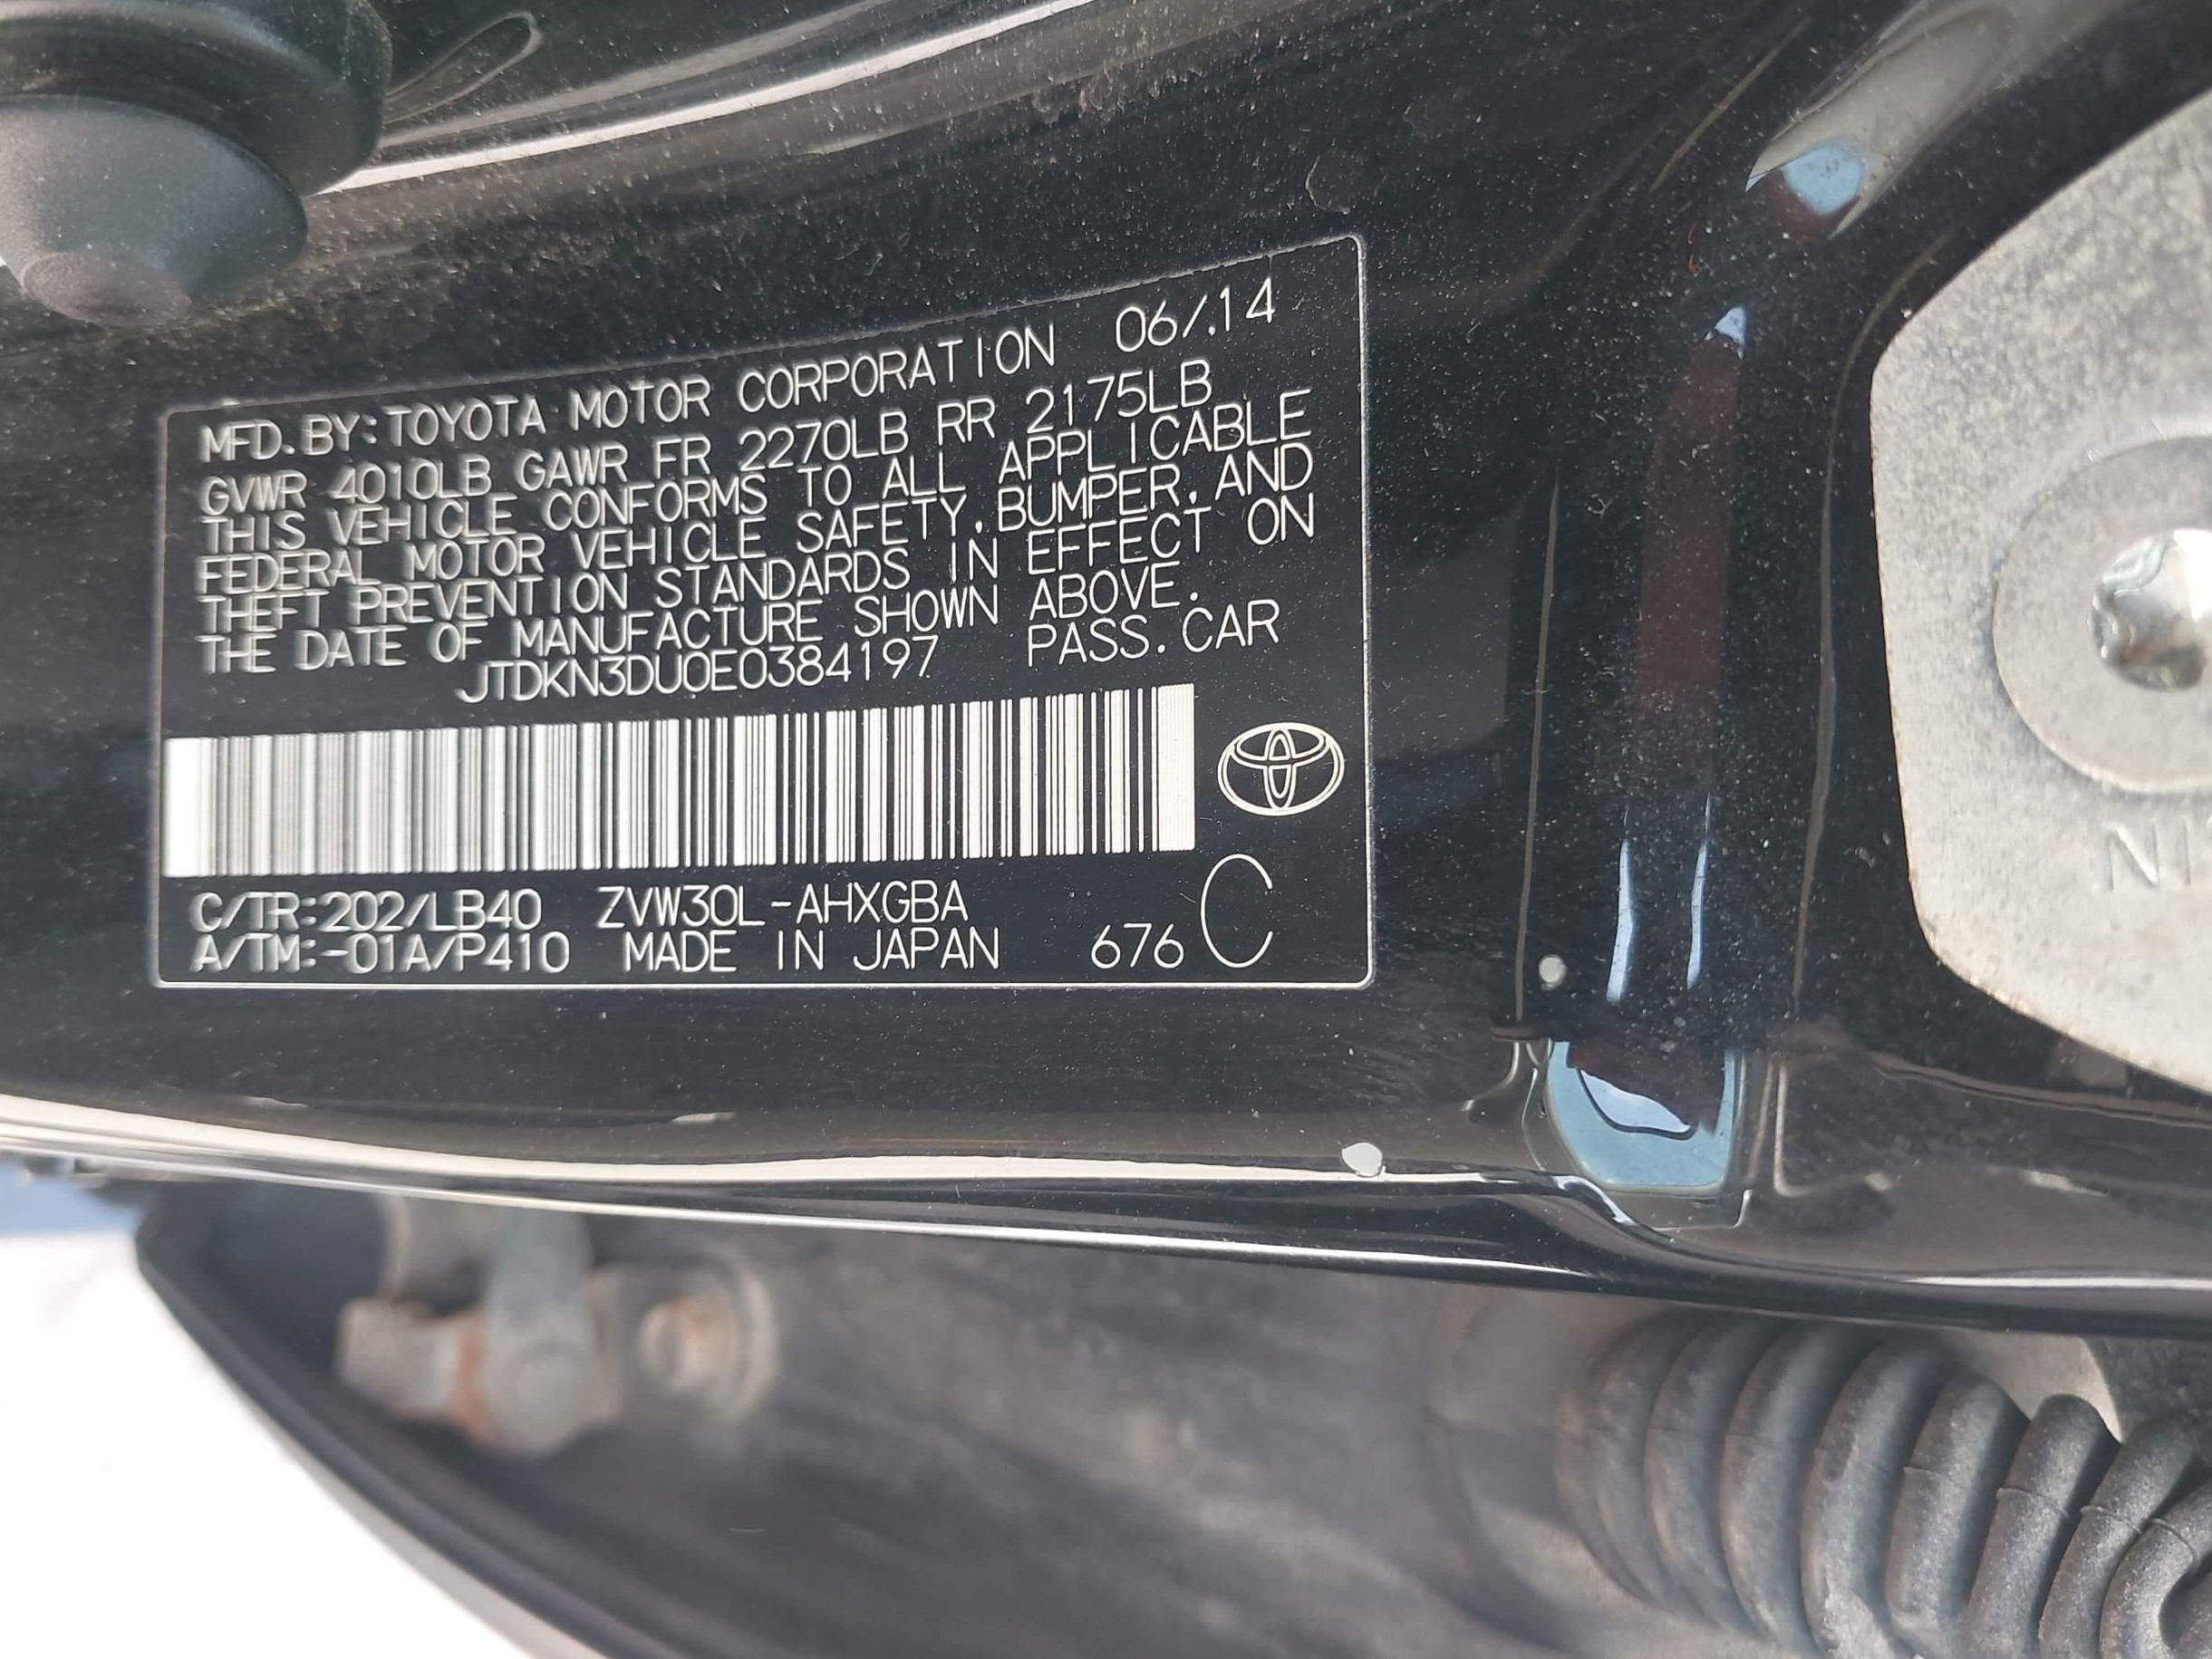 MFD.BY:TOYOTA MOTOR CORPORATION 06/.14
GVWR 4010LB GAWR FR 2270LB RR 2175LB
THIS VEHICLE CONFORMS TO ALL APPLICABLE
FEDERAL MOTOR VEHICLE SAFETY,BUMPER,AND
THEFT PREVENTION STANDARDS IN EFFECT ON
THE DATE OF MANUFACTURE SHOWN ABOVE.
JTDKN3DU0E0384197 PASS.CAR
C/TR:202/LB40 ZVW30L-AHXGBA
A/TM:-01A/P410 MADE IN JAPAN 676 C